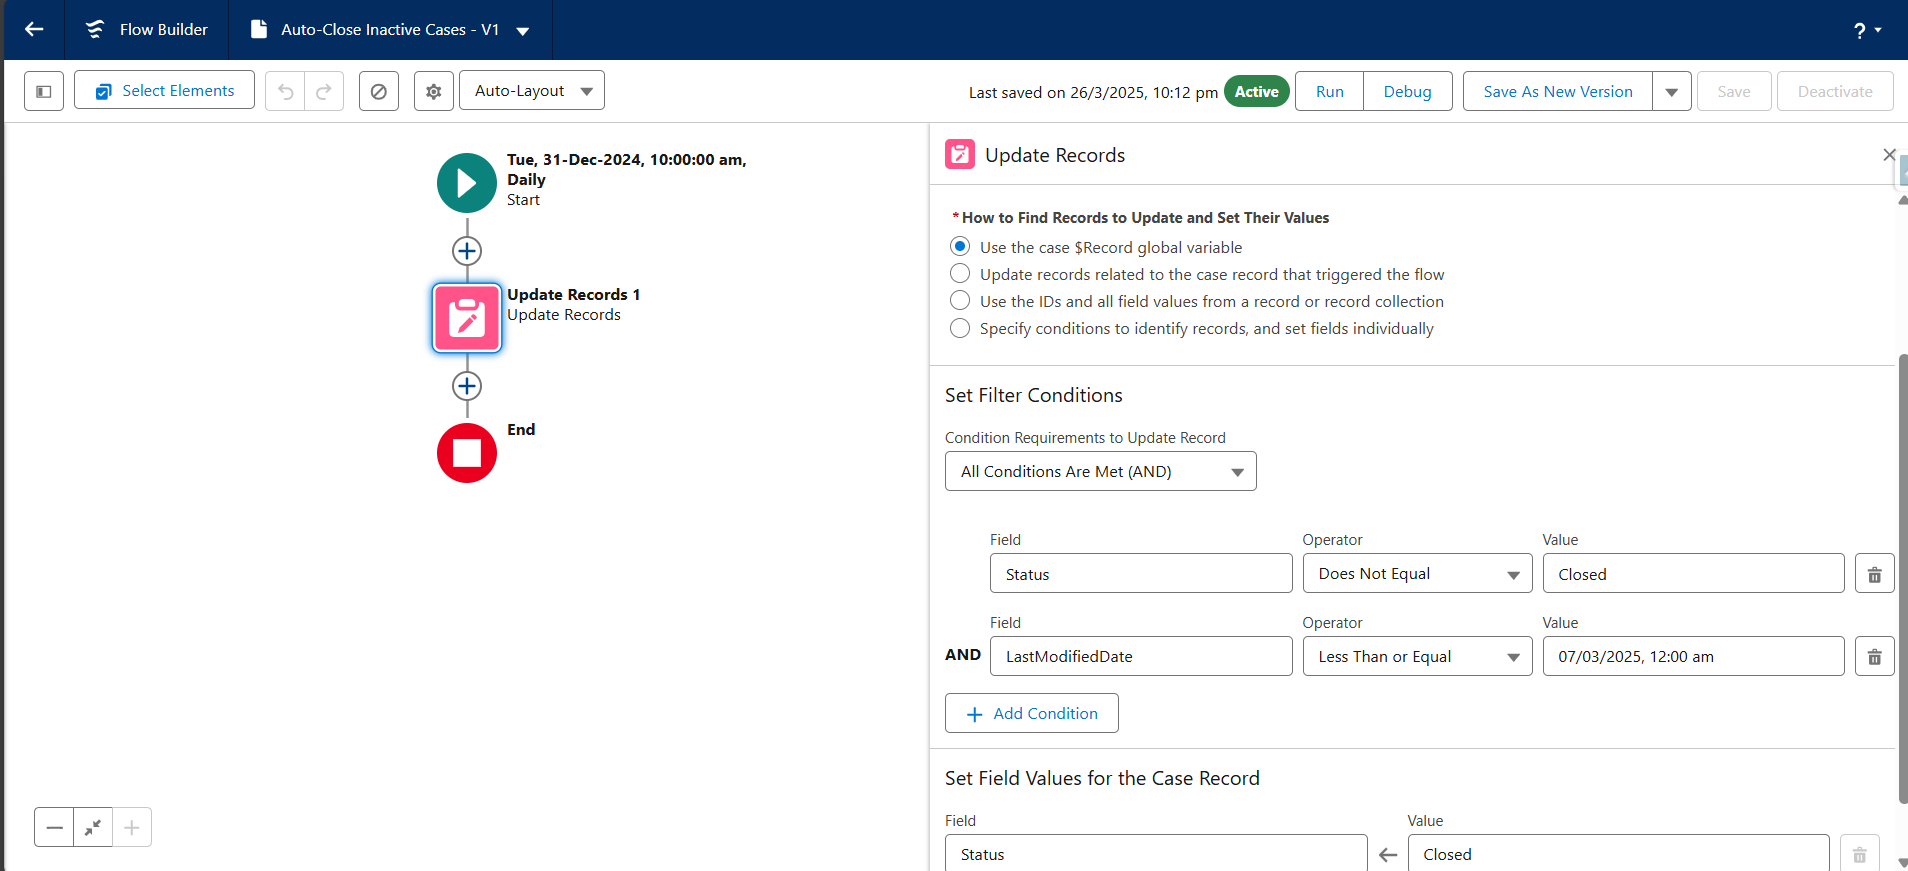 Flow Builder
Auto-Close Inactive Cases - V1
?
Select Elements
Auto-Layout
Last saved on 26/3/2025, 10:12 pm
Active
Run
Debug
Save As New Version
Save
Deactivate
Tue, 31-Dec-2024, 10:00:00 am,
Daily
Start
Update Records 1
Update Records
End
Update Records
*How to Find Records to Update and Set Their Values
Use the case $Record global variable
Update records related to the case record that triggered the flow
Use the IDs and all field values from a record or record collection
Specify conditions to identify records, and set fields individually
Set Filter Conditions
Condition Requirements to Update Record
All Conditions Are Met (AND)
Field Operator Value
Status Does Not Equal Closed
Field Operator Value
AND LastModifiedDate Less Than or Equal 07/03/2025, 12:00 am
Add Condition
Set Field Values for the Case Record
Field Value
Status Closed